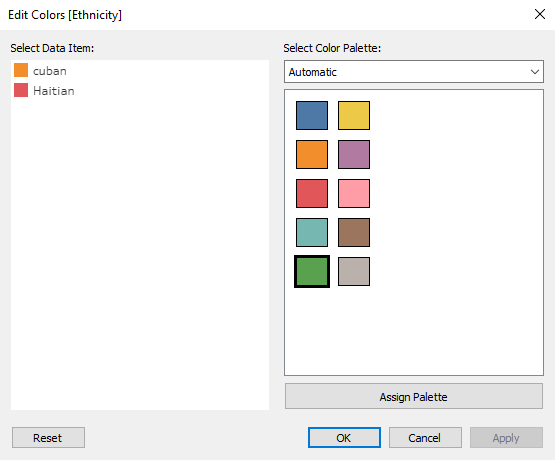 Edit Colors [Ethnicity]
Select Data Item:
cuban
Haitian
Select Color Palette:
Automatic
Assign Palette
Reset
OK
Cancel
Apply